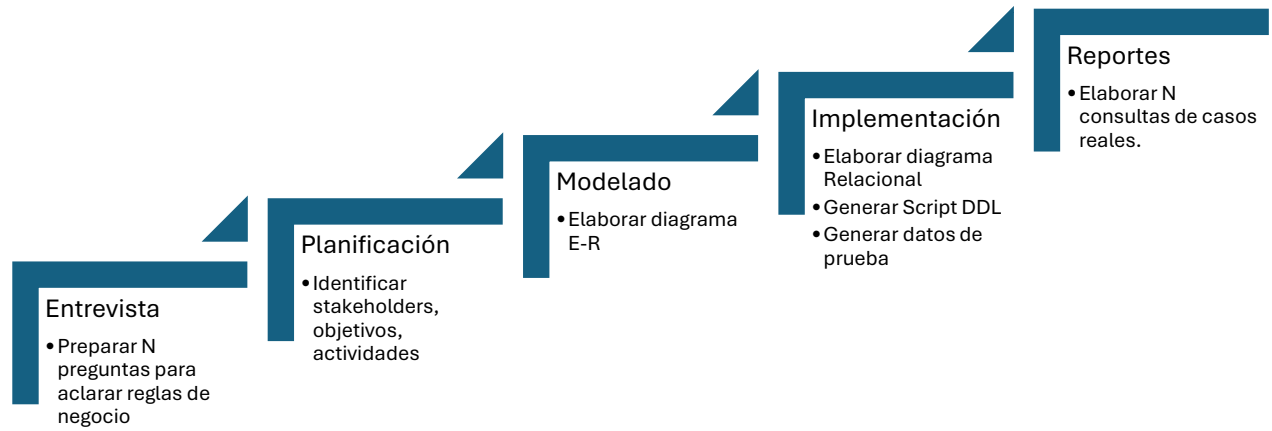 Entrevista
•Preparar N
preguntas para
aclarar reglas de
negocio
Planificación
•Identificar
stakeholders,
objetivos,
actividades
Modelado
•Elaborar diagrama
E-R
Implementación
•Elaborar diagrama
Relacional
•Generar Script DDL
•Generar datos de
prueba
Reportes
•Elaborar N
consultas de casos
reales.